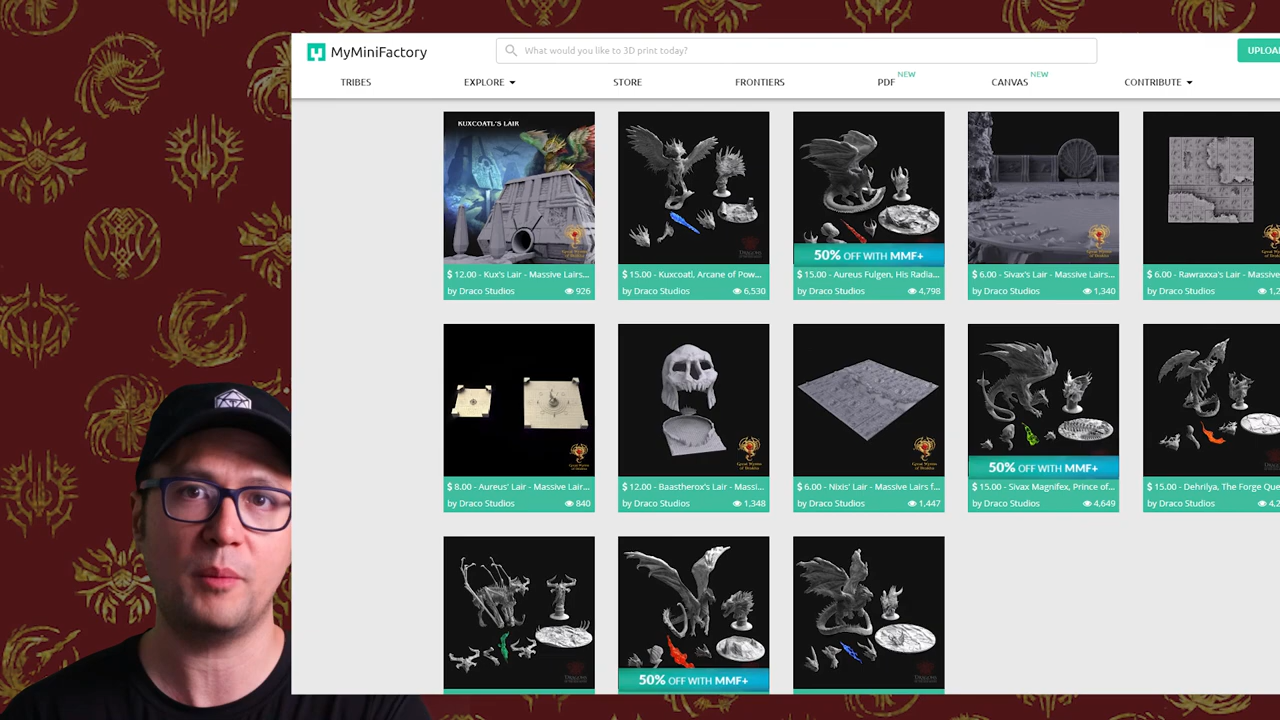 MyMiniFactory
What would you like to 3D print today?
UPLOA
TRIBES
EXPLORE
STORE
FRONTIERS
PDF NEW
CANVAS NEW
CONTRIBUTE
KUXCOATL'S LAIR
50% OFF WITH MMF+
$ 12.00 - Kux's Lair - Massive Lairs...
$ 15.00 - Kuxcoatl, Arcane of Pow...
$ 15.00 - Aureus Fulgen, His Radia...
$ 6.00 - Sivax's Lair - Massive Lairs...
$ 6.00 - Rawraxxa's Lair - Massive
by Draco Studios 926
by Draco Studios 6,530
by Draco Studios 4,798
by Draco Studios 1,340
by Draco Studios 1,2
50% OFF WITH MMF+
$ 8.00 - Aureus' Lair - Massive Lair...
$ 12.00 - Baastherox's Lair - Massi...
$ 6.00 - Nixis' Lair - Massive Lairs f...
$ 15.00 - Sivax Magnifex, Prince of...
$ 15.00 - Dehrilya, The Forge Que
by Draco Studios 840
by Draco Studios 1,348
by Draco Studios 1,447
by Draco Studios 4,649
by Draco Studios 4,2
50% OFF WITH MMF+